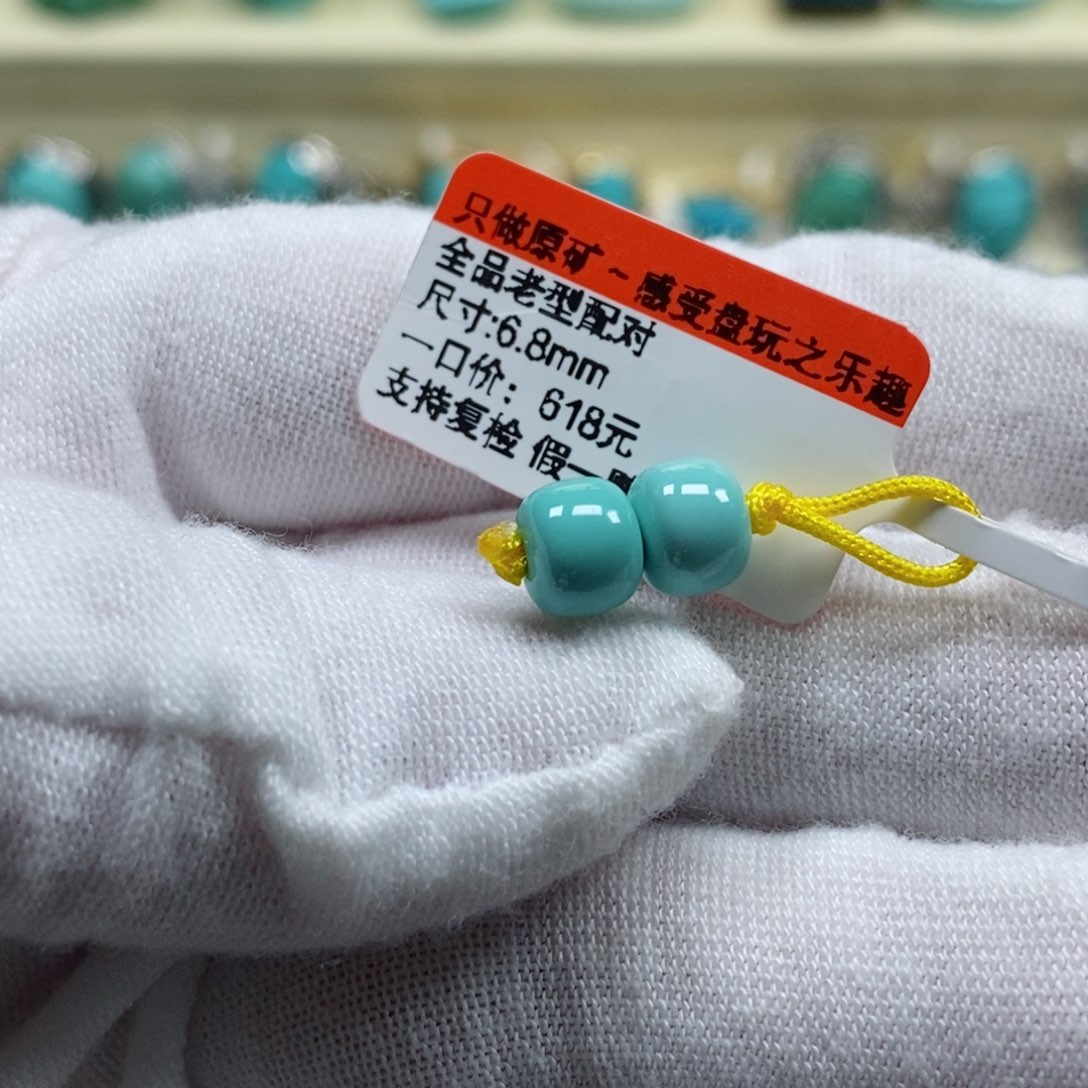 只做原矿~感受盘玩之乐趣
全品老型配对
尺寸:6.8mm
一口价：618元
支持复检 假一